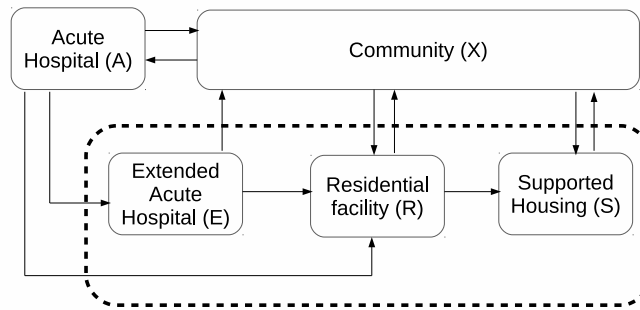 Acute
Hospital (A)
Community (X)
Extended
Acute
Hospital (E)
Residential
facility (R)
Supported
Housing (S)